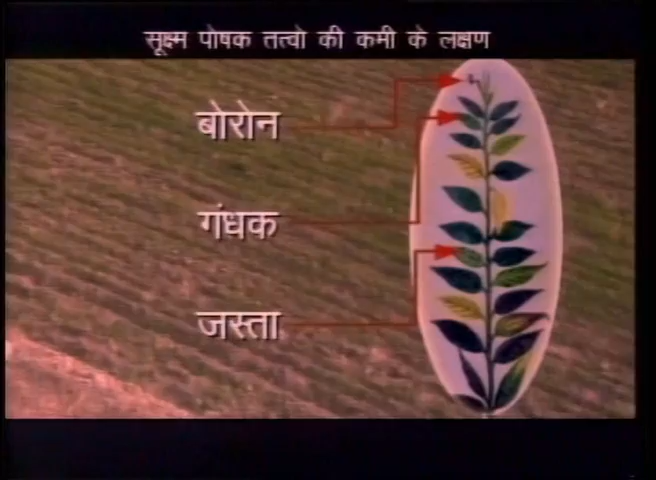 सूक्ष्म पोषक तत्वो की कमी के लक्षण
बोरोन
गंधक
जस्ता